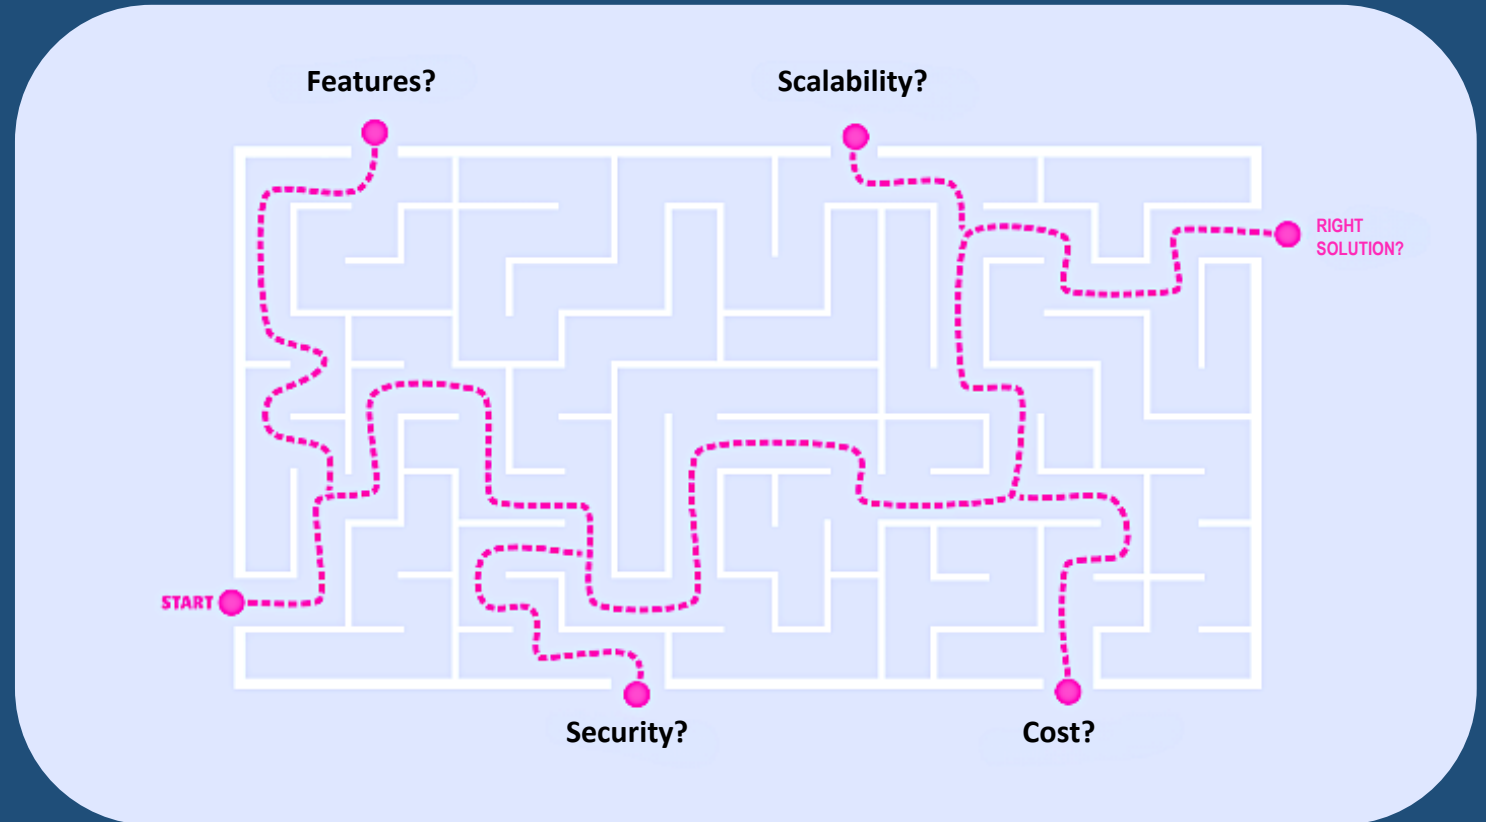 Features?
Scalability?
RIGHT
SOLUTION?
START
Security?
Cost?